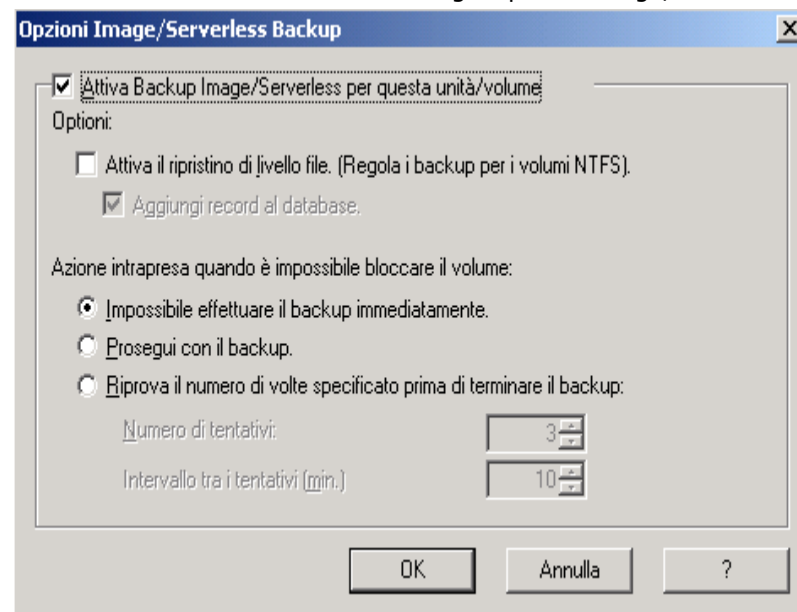 Opzioni Image/Serverless Backup
Attiva Backup Image/Serverless per questa unità/volume
Optioni:
Attiva il ripristino di livello file. (Regola i backup per i volumi NTFS).
Aggiungi record al database.
Azione intrapresa quando è impossibile bloccare il volume:
Impossibile effettuare il backup immediatamente.
Prosegui con il backup.
Riprova il numero di volte specificato prima di terminare il backup:
Numero di tentativi: 3
Intervallo tra i tentativi (min.) 10
OK Annulla ?